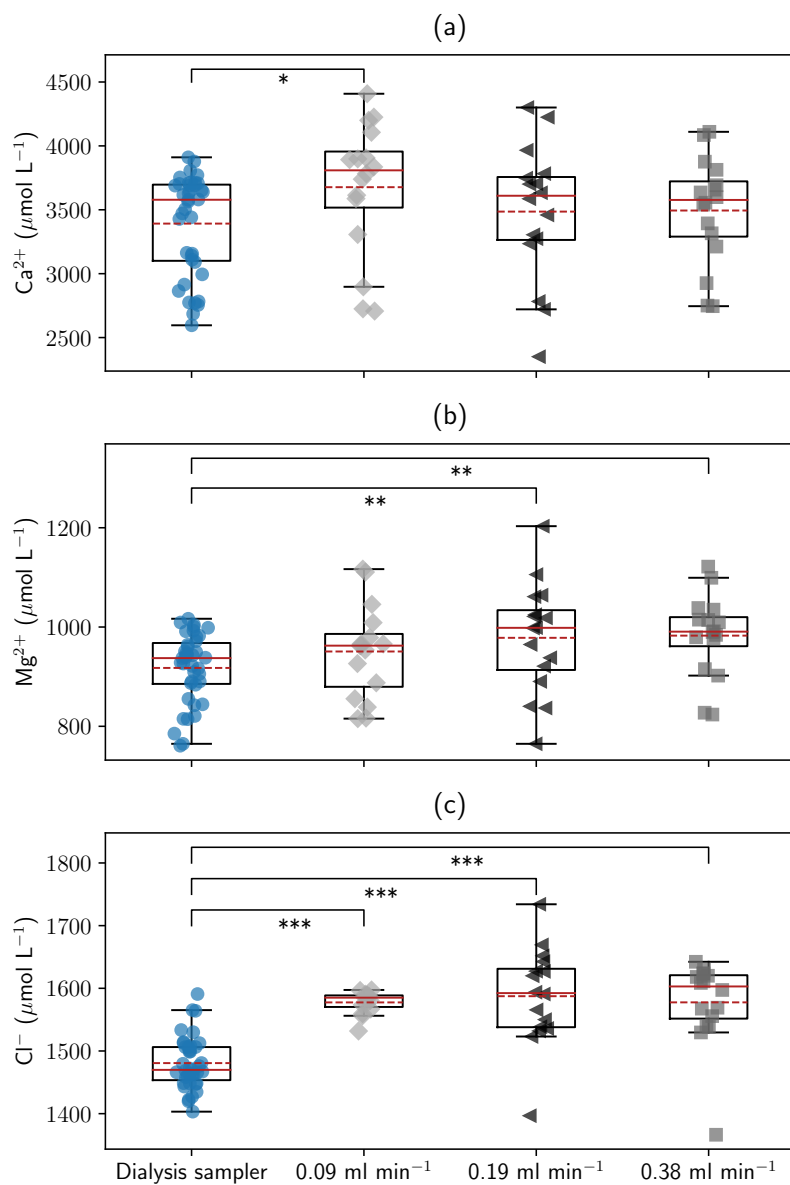 (a)
Ca²⁺ (μmol L⁻¹)
4500
4000
3500
3000
2500
*
(b)
Mg²⁺ (μmol L⁻¹)
1200
1000
800
**
**
(c)
Cl⁻ (μmol L⁻¹)
1800
1700
1600
1500
1400
***
***
***
Dialysis sampler 0.09 ml min⁻¹ 0.19 ml min⁻¹ 0.38 ml min⁻¹